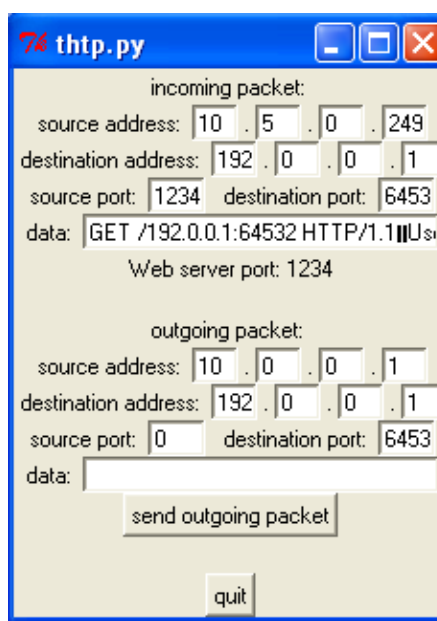 thtp.py
incoming packet:
source address: 10 . 5 . 0 . 249
destination address: 192 . 0 . 0 . 1
source port: 1234 destination port: 6453
data: GET /192.0.0.1:64532 HTTP/1.1||Us
Web server port: 1234
outgoing packet:
source address: 10 . 0 . 0 . 1
destination address: 192 . 0 . 0 . 1
source port: 0 destination port: 6453
data:
send outgoing packet
quit